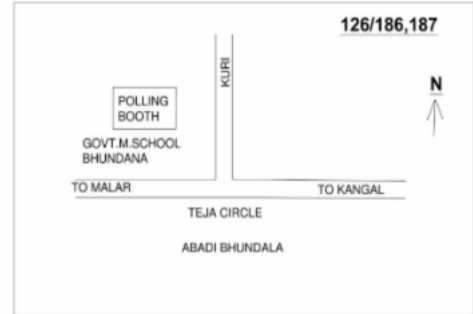 126/186,187
KURI
N
POLLING
BOOTH
GOVT.M.SCHOOL
BHUNDANA
TO MALAR
TO KANGAL
TEJA CIRCLE
ABADI BHUNDALA